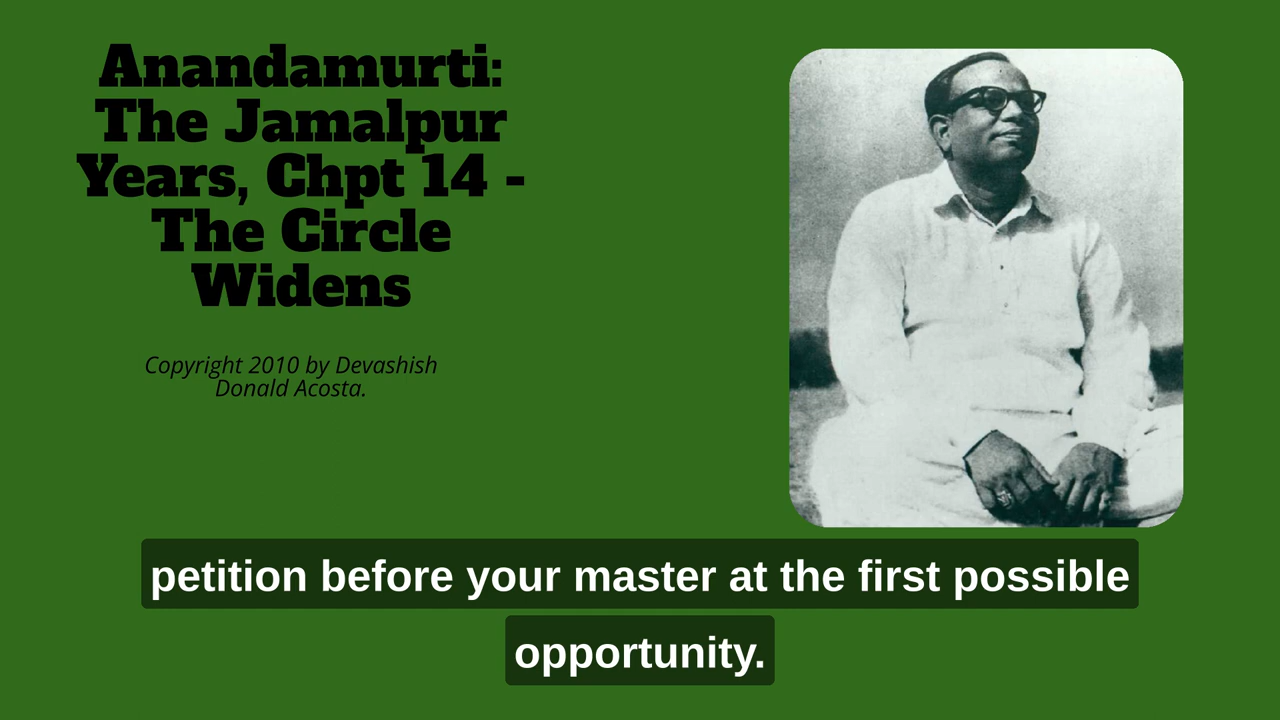 Anandamurti:
The Jamalpur
Years, Chpt 14 -
The Circle
Widens
Copyright 2010 by Devashish
Donald Acosta.
petition before your master at the first possible
opportunity.